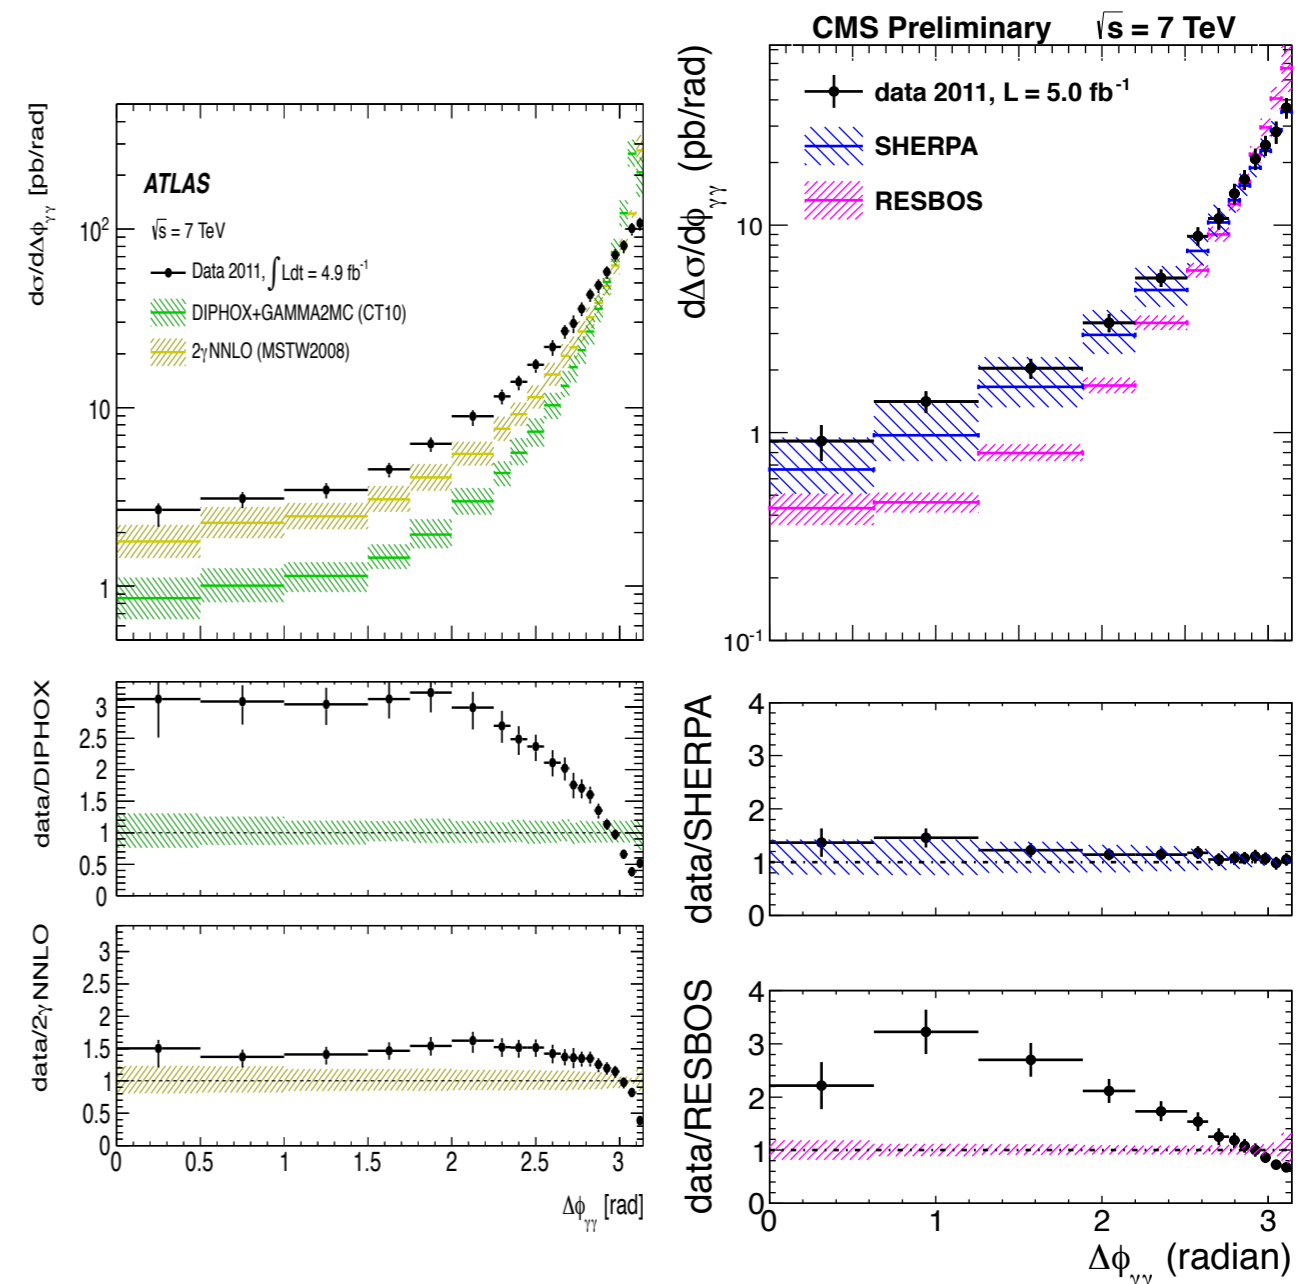 dσ/dΔϕγγ [pb/rad]
10²
10
1
ATLAS
√s = 7 TeV
Data 2011, ∫Ldt = 4.9 fb⁻¹
DIPHOX+GAMMA2MC (CT10)
2γNNLO (MSTW2008)
data/DIPHOX
3
2.5
2
1.5
1
0.5
0
data/2γNNLO
3
2.5
2
1.5
1
0.5
0
0 0.5 1 1.5 2 2.5 3
Δϕγγ [rad]
CMS Preliminary √s = 7 TeV
dΔσ/dϕγγ (pb/rad)
10
1
10⁻¹
data 2011, L = 5.0 fb⁻¹
SHERPA
RESBOS
data/SHERPA
4
3
2
1
0
data/RESBOS
4
3
2
1
0
0 1 2 3
Δϕγγ (radian)